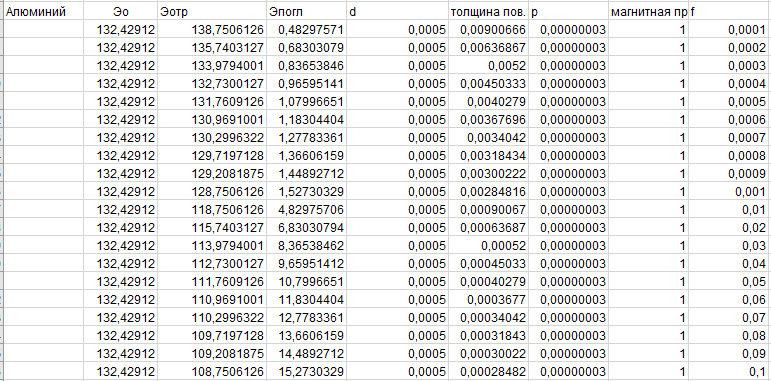 Алюминий Эо Эотр Эпогл d толщина пов. p магнитная пр f
132,42912 138,7506126 0,48297571 0,0005 0,00900666 0,00000003 1 0,0001
132,42912 135,7403127 0,68303079 0,0005 0,00636867 0,00000003 1 0,0002
132,42912 133,9794001 0,83653846 0,0005 0,0052 0,00000003 1 0,0003
132,42912 132,7300127 0,96595141 0,0005 0,00450333 0,00000003 1 0,0004
132,42912 131,7609126 1,07996651 0,0005 0,0040279 0,00000003 1 0,0005
132,42912 130,9691001 1,18304404 0,0005 0,00367696 0,00000003 1 0,0006
132,42912 130,2996322 1,27783361 0,0005 0,0034042 0,00000003 1 0,0007
132,42912 129,7197128 1,36606159 0,0005 0,00318434 0,00000003 1 0,0008
132,42912 129,2081875 1,44892712 0,0005 0,00300222 0,00000003 1 0,0009
132,42912 128,7506126 1,52730329 0,0005 0,00284816 0,00000003 1 0,001
132,42912 118,7506126 4,82975706 0,0005 0,00090067 0,00000003 1 0,01
132,42912 115,7403127 6,83030794 0,0005 0,00063687 0,00000003 1 0,02
132,42912 113,9794001 8,36538462 0,0005 0,00052 0,00000003 1 0,03
132,42912 112,7300127 9,65951412 0,0005 0,00045033 0,00000003 1 0,04
132,42912 111,7609126 10,7996651 0,0005 0,00040279 0,00000003 1 0,05
132,42912 110,9691001 11,8304404 0,0005 0,0003677 0,00000003 1 0,06
132,42912 110,2996322 12,7783361 0,0005 0,00034042 0,00000003 1 0,07
132,42912 109,7197128 13,6606159 0,0005 0,00031843 0,00000003 1 0,08
132,42912 109,2081875 14,4892712 0,0005 0,00030022 0,00000003 1 0,09
132,42912 108,7506126 15,2730329 0,0005 0,00028482 0,00000003 1 0,1